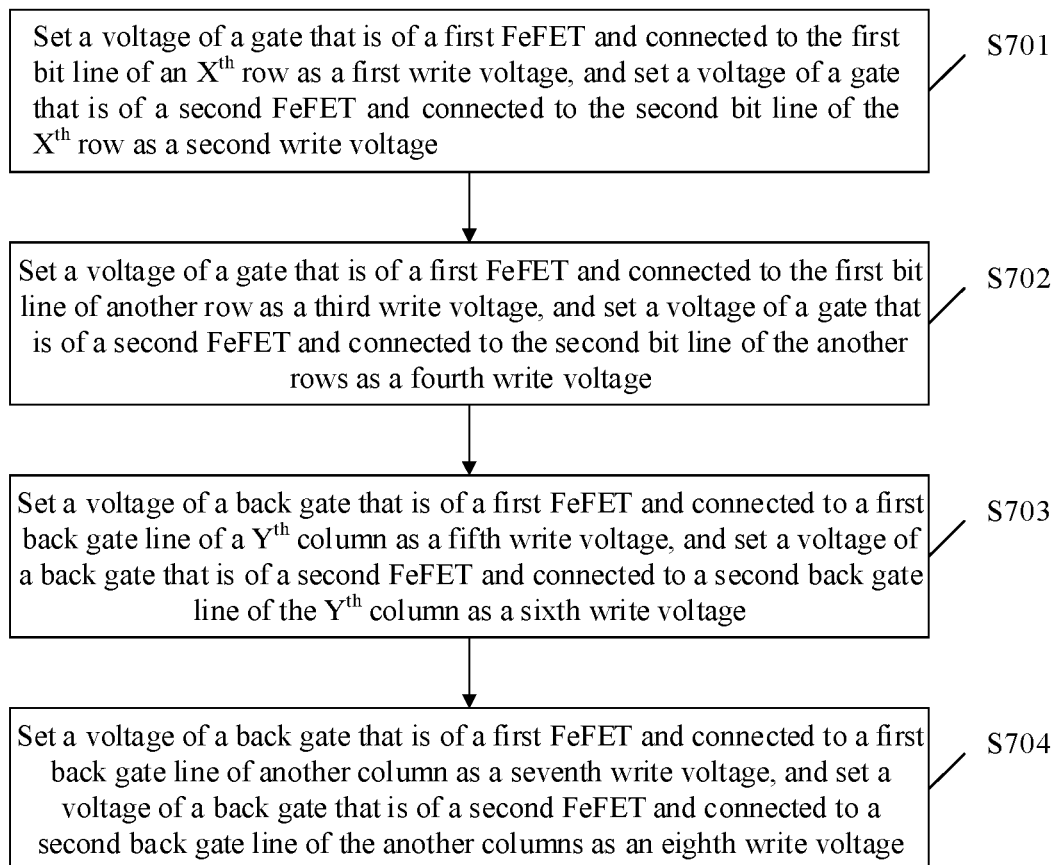 Set a voltage of a gate that is of a first FeFET and connected to the first
bit line of an Xth row as a first write voltage, and set a voltage of a gate
that is of a second FeFET and connected to the second bit line of the
Xth row as a second write voltage
S701
Set a voltage of a gate that is of a first FeFET and connected to the first bit
line of another row as a third write voltage, and set a voltage of a gate that
is of a second FeFET and connected to the second bit line of the another
rows as a fourth write voltage
S702
Set a voltage of a back gate that is of a first FeFET and connected to a first
back gate line of a Yth column as a fifth write voltage, and set a voltage of
a back gate that is of a second FeFET and connected to a second back gate
line of the Yth column as a sixth write voltage
S703
Set a voltage of a back gate that is of a first FeFET and connected to a first
back gate line of another column as a seventh write voltage, and set a
voltage of a back gate that is of a second FeFET and connected to a
second back gate line of the another columns as an eighth write voltage
S704